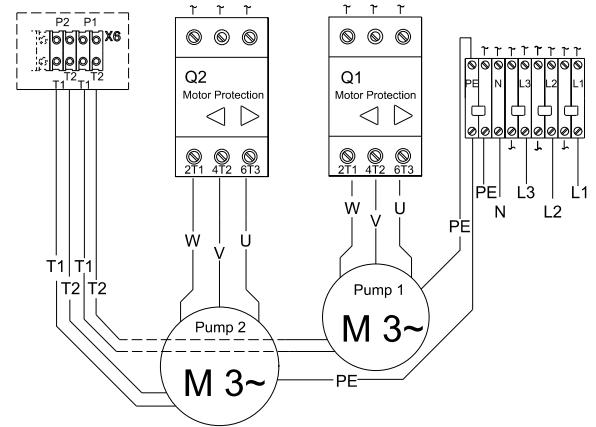 P2 P1 X6
T2 T2
T1 T1
Q2
Motor Protection
2T1 4T2 6T3
Q1
Motor Protection
2T1 4T2 6T3
PE N L3 L2 L1
PE L3 L1
N L2
W V U
W V U
PE
T1 T1
T2 T2
Pump 1
M 3~
Pump 2
M 3~
PE